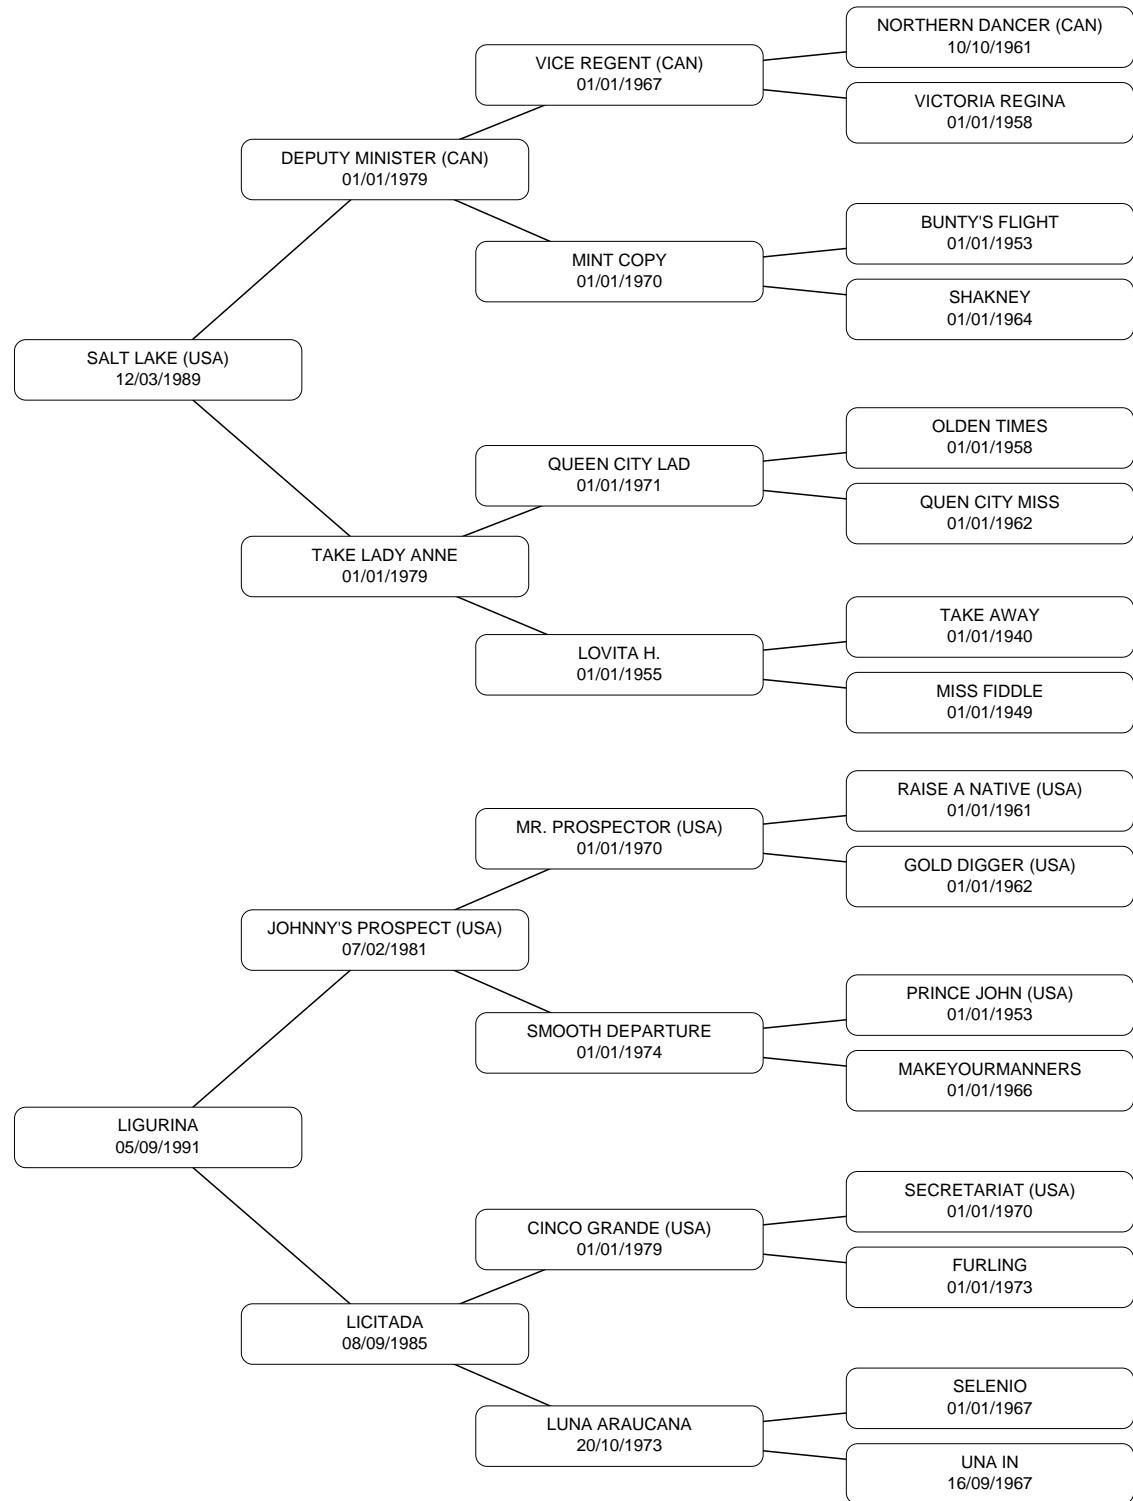 NORTHERN DANCER (CAN)
10/10/1961
VICE REGENT (CAN)
01/01/1967
VICTORIA REGINA
01/01/1958
DEPUTY MINISTER (CAN)
01/01/1979
BUNTY'S FLIGHT
01/01/1953
MINT COPY
01/01/1970
SHAKNEY
01/01/1964
SALT LAKE (USA)
12/03/1989
OLDEN TIMES
01/01/1958
QUEEN CITY LAD
01/01/1971
QUEN CITY MISS
01/01/1962
TAKE LADY ANNE
01/01/1979
TAKE AWAY
01/01/1940
LOVITA H.
01/01/1955
MISS FIDDLE
01/01/1949
RAISE A NATIVE (USA)
01/01/1961
MR. PROSPECTOR (USA)
01/01/1970
GOLD DIGGER (USA)
01/01/1962
JOHNNY'S PROSPECT (USA)
07/02/1981
PRINCE JOHN (USA)
01/01/1953
SMOOTH DEPARTURE
01/01/1974
MAKEYOURMANNERS
01/01/1966
LIGURINA
05/09/1991
SECRETARIAT (USA)
01/01/1970
CINCO GRANDE (USA)
01/01/1979
FURLING
01/01/1973
LICITADA
08/09/1985
SELENIO
01/01/1967
LUNA ARAUCANA
20/10/1973
UNA IN
16/09/1967